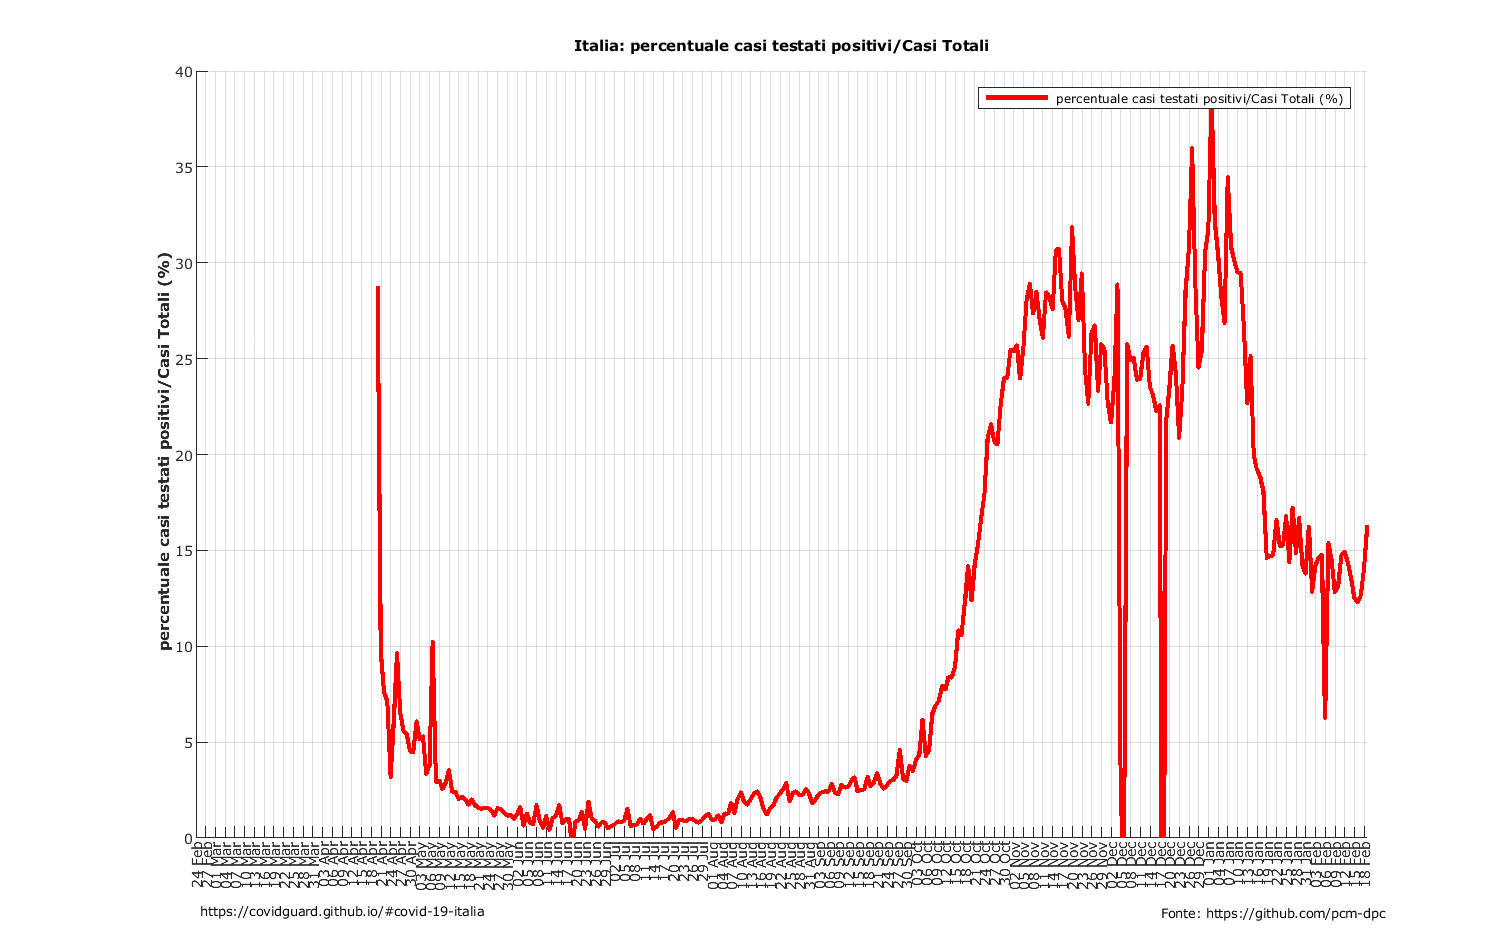 Italia: percentuale casi testati positivi/Casi Totali
percentuale casi testati positivi/Casi Totali (%)
percentuale casi testati positivi/Casi Totali (%)
40
35
30
25
20
15
10
5
0
24 Feb
27 Feb
01 Mar
04 Mar
07 Mar
10 Mar
13 Mar
16 Mar
19 Mar
22 Mar
25 Mar
28 Mar
31 Mar
03 Apr
06 Apr
09 Apr
12 Apr
15 Apr
18 Apr
21 Apr
24 Apr
27 Apr
30 Apr
03 May
06 May
09 May
12 May
15 May
18 May
21 May
24 May
27 May
30 May
02 Jun
05 Jun
08 Jun
11 Jun
14 Jun
17 Jun
20 Jun
23 Jun
26 Jun
29 Jun
02 Jul
05 Jul
08 Jul
11 Jul
14 Jul
17 Jul
20 Jul
23 Jul
26 Jul
29 Jul
01 Aug
04 Aug
07 Aug
10 Aug
13 Aug
16 Aug
19 Aug
22 Aug
25 Aug
28 Aug
31 Aug
03 Sep
06 Sep
09 Sep
12 Sep
15 Sep
18 Sep
21 Sep
24 Sep
27 Sep
30 Sep
03 Oct
06 Oct
09 Oct
12 Oct
15 Oct
18 Oct
21 Oct
24 Oct
27 Oct
30 Oct
02 Nov
05 Nov
08 Nov
11 Nov
14 Nov
17 Nov
20 Nov
23 Nov
26 Nov
29 Nov
02 Dec
05 Dec
08 Dec
11 Dec
14 Dec
17 Dec
20 Dec
23 Dec
26 Dec
29 Dec
01 Jan
04 Jan
07 Jan
10 Jan
13 Jan
16 Jan
19 Jan
22 Jan
25 Jan
28 Jan
31 Jan
03 Feb
06 Feb
09 Feb
12 Feb
15 Feb
18 Feb
https://covidguard.github.io/#covid-19-italia
Fonte: https://github.com/pcm-dpc